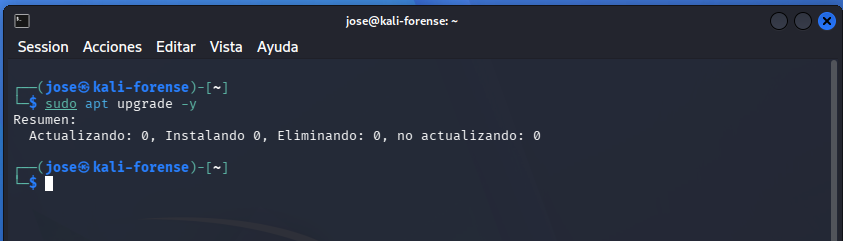 jose@kali-forense: ~
Session Acciones Editar Vista Ayuda
┌──(jose㉿kali-forense)-[~]
└─$ sudo apt upgrade -y
Resumen:
  Actualizando: 0, Instalando 0, Eliminando: 0, no actualizando: 0
┌──(jose㉿kali-forense)-[~]
└─$